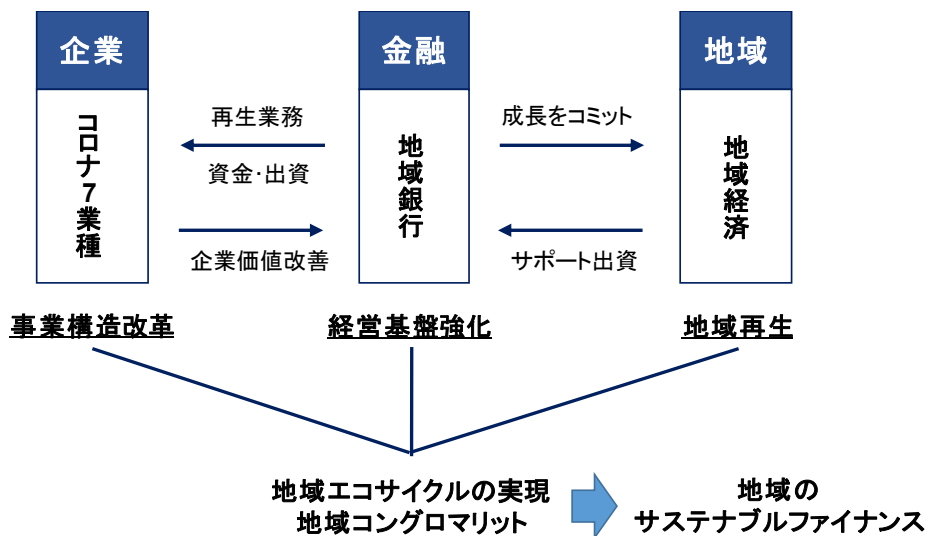 企業
金融
地域
コロナ7業種
再生業務
資金･出資
企業価値改善
地域銀行
成長をコミット
サポート出資
地域経済
事業構造改革
経営基盤強化
地域再生
地域エコサイクルの実現
地域コングロマリット
地域の
サステナブルファイナンス